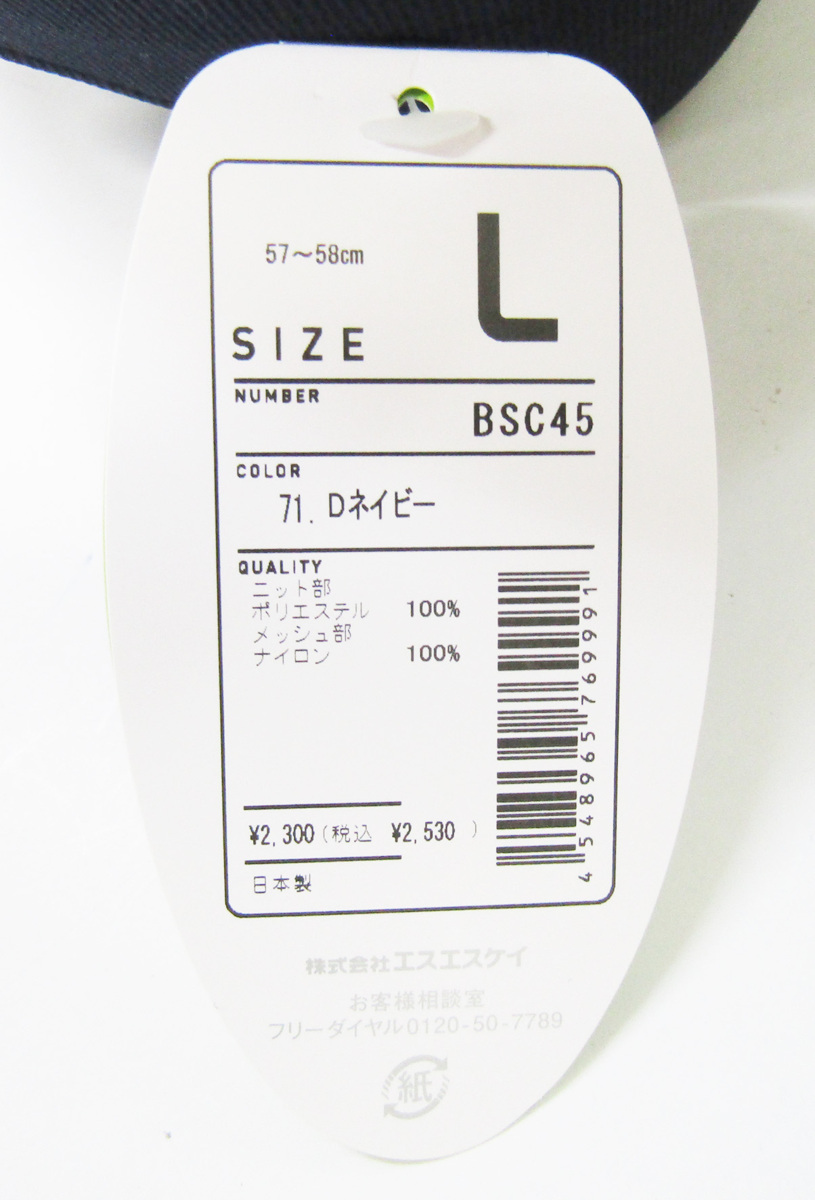 57～58cm
L
SIZE
NUMBER
BSC45
COLOR
71. Dネイビー
QUALITY
ニット部
ポリエステル 100%
メッシュ部
ナイロン 100%
4 548965 769991
¥2,300(税込 ¥2,530 )
日本製
株式会社エスエスケイ
お客様相談室
フリーダイヤル0120-50-7789
紙